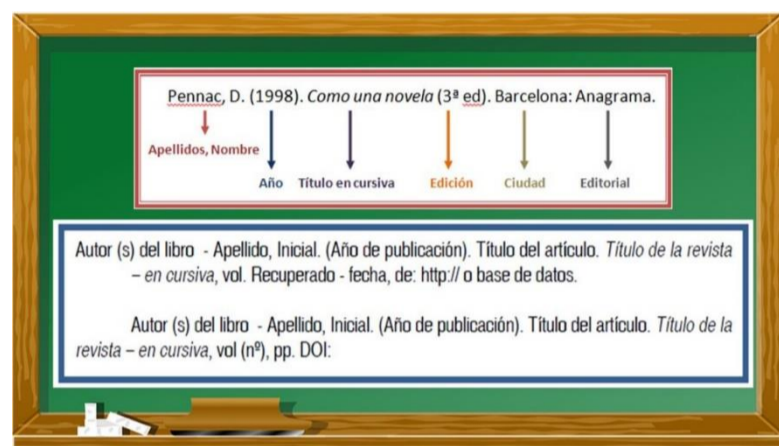 Pennac, D. (1998). Como una novela (3ª ed). Barcelona: Anagrama.
Apellidos, Nombre
Año Título en cursiva Edición Ciudad Editorial
Autor (s) del libro - Apellido, Inicial. (Año de publicación). Título del artículo. Título de la revista
– en cursiva, vol. Recuperado - fecha, de: http:// o base de datos.
Autor (s) del libro - Apellido, Inicial. (Año de publicación). Título del artículo. Título de la
revista – en cursiva, vol (nº), pp. DOI: